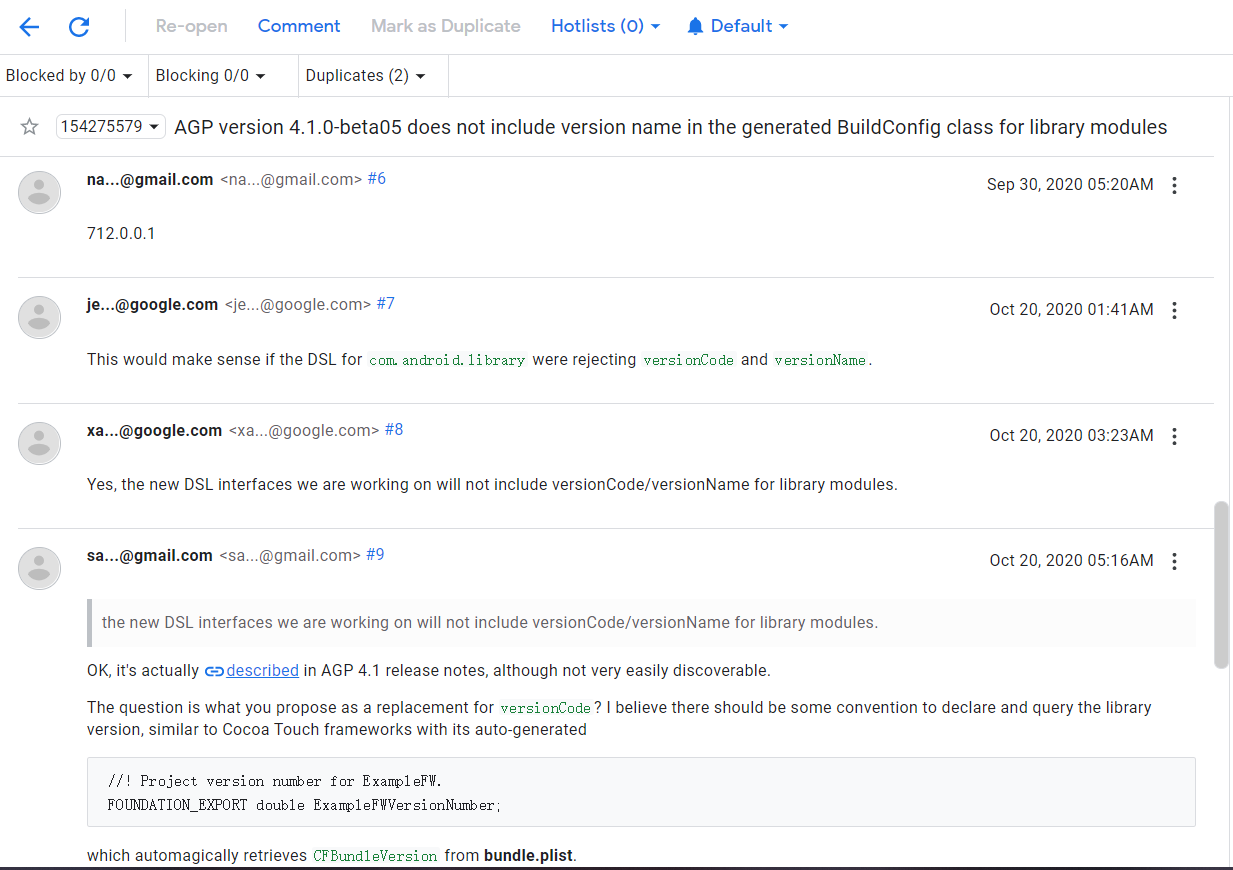 Re-open Comment Mark as Duplicate Hotlists (0) Default
Blocked by 0/0 Blocking 0/0 Duplicates (2)
154275579 AGP version 4.1.0-beta05 does not include version name in the generated BuildConfig class for library modules
na...@gmail.com <na...@gmail.com> #6 Sep 30, 2020 05:20AM
712.0.0.1
je...@google.com <je...@google.com> #7 Oct 20, 2020 01:41AM
This would make sense if the DSL for com.android.library were rejecting versionCode and versionName.
xa...@google.com <xa...@google.com> #8 Oct 20, 2020 03:23AM
Yes, the new DSL interfaces we are working on will not include versionCode/versionName for library modules.
sa...@gmail.com <sa...@gmail.com> #9 Oct 20, 2020 05:16AM
the new DSL interfaces we are working on will not include versionCode/versionName for library modules.
OK, it's actually described in AGP 4.1 release notes, although not very easily discoverable.
The question is what you propose as a replacement for versionCode? I believe there should be some convention to declare and query the library
version, similar to Cocoa Touch frameworks with its auto-generated
//! Project version number for ExampleFW.
FOUNDATION_EXPORT double ExampleFWVersionNumber;
which automagically retrieves CFBundleVersion from bundle.plist.